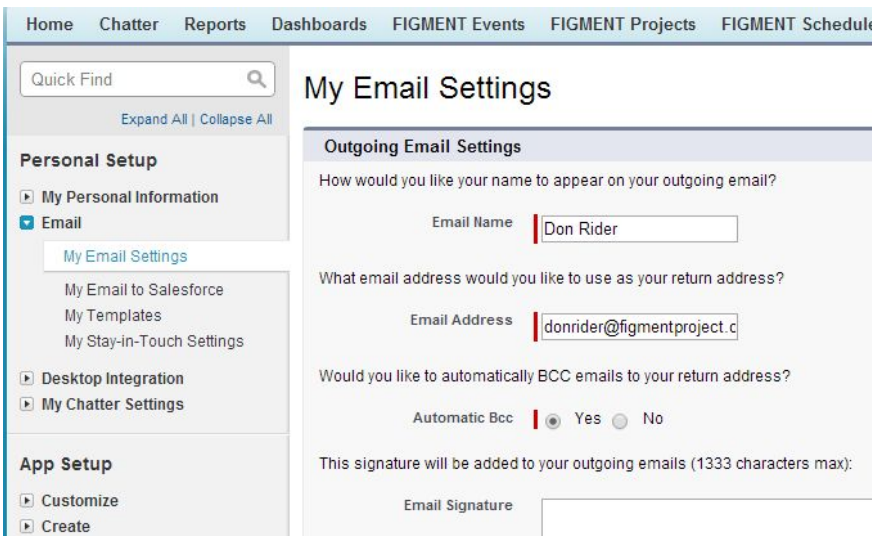 Home Chatter Reports Dashboards FIGMENT Events FIGMENT Projects FIGMENT Schedule
Quick Find
Expand All | Collapse All
Personal Setup
My Personal Information
Email
My Email Settings
My Email to Salesforce
My Templates
My Stay-in-Touch Settings
Desktop Integration
My Chatter Settings
App Setup
Customize
Create
My Email Settings
Outgoing Email Settings
How would you like your name to appear on your outgoing email?
Email Name Don Rider
What email address would you like to use as your return address?
Email Address donrider@figmentproject.c
Would you like to automatically BCC emails to your return address?
Automatic Bcc Yes No
This signature will be added to your outgoing emails (1333 characters max):
Email Signature